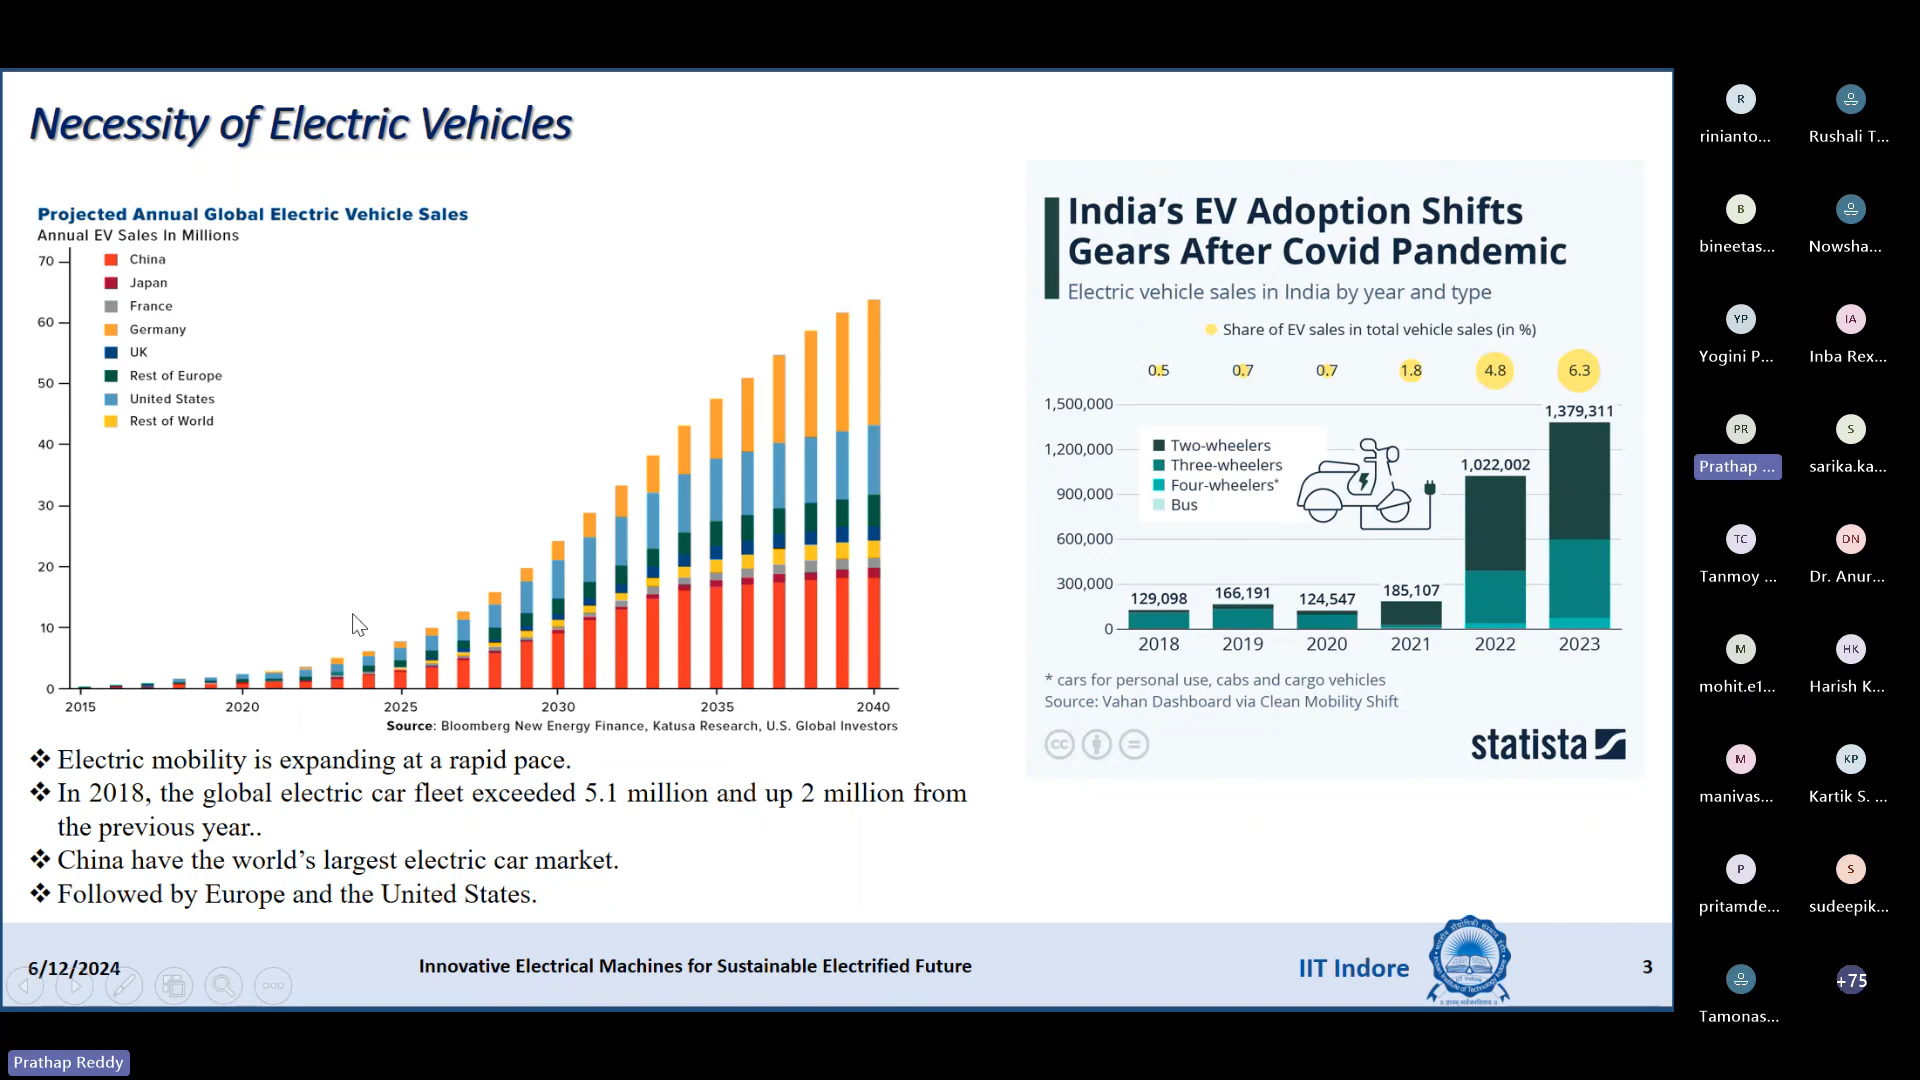 Necessity of Electric Vehicles
Projected Annual Global Electric Vehicle Sales
Annual EV Sales In Millions
70
60
50
40
30
20
10
0
China
Japan
France
Germany
UK
Rest of Europe
United States
Rest of World
2015 2020 2025 2030 2035 2040
Source: Bloomberg New Energy Finance, Katusa Research, U.S. Global Investors
❖ Electric mobility is expanding at a rapid pace.
❖ In 2018, the global electric car fleet exceeded 5.1 million and up 2 million from
the previous year..
❖ China have the world's largest electric car market.
❖ Followed by Europe and the United States.
India's EV Adoption Shifts
Gears After Covid Pandemic
Electric vehicle sales in India by year and type
Share of EV sales in total vehicle sales (in %)
0.5 0.7 0.7 1.8 4.8 6.3
1,500,000
1,200,000
900,000
600,000
300,000
0
Two-wheelers
Three-wheelers
Four-wheelers*
Bus
129,098 166,191 124,547 185,107 1,022,002 1,379,311
2018 2019 2020 2021 2022 2023
* cars for personal use, cabs and cargo vehicles
Source: Vahan Dashboard via Clean Mobility Shift
cc
statista
6/12/2024
Innovative Electrical Machines for Sustainable Electrified Future
IIT Indore
3
R
rinianto... Rushali T...
B
bineetas... Nowsha...
YP IA
Yogini P... Inba Rex...
PR S
Prathap ... sarika.ka...
TC DN
Tanmoy ... Dr. Anur...
M HK
mohit.e1... Harish K...
M KP
manivas... Kartik S. ...
P S
pritamde... sudeepik...
+75
Tamonas...
Prathap Reddy